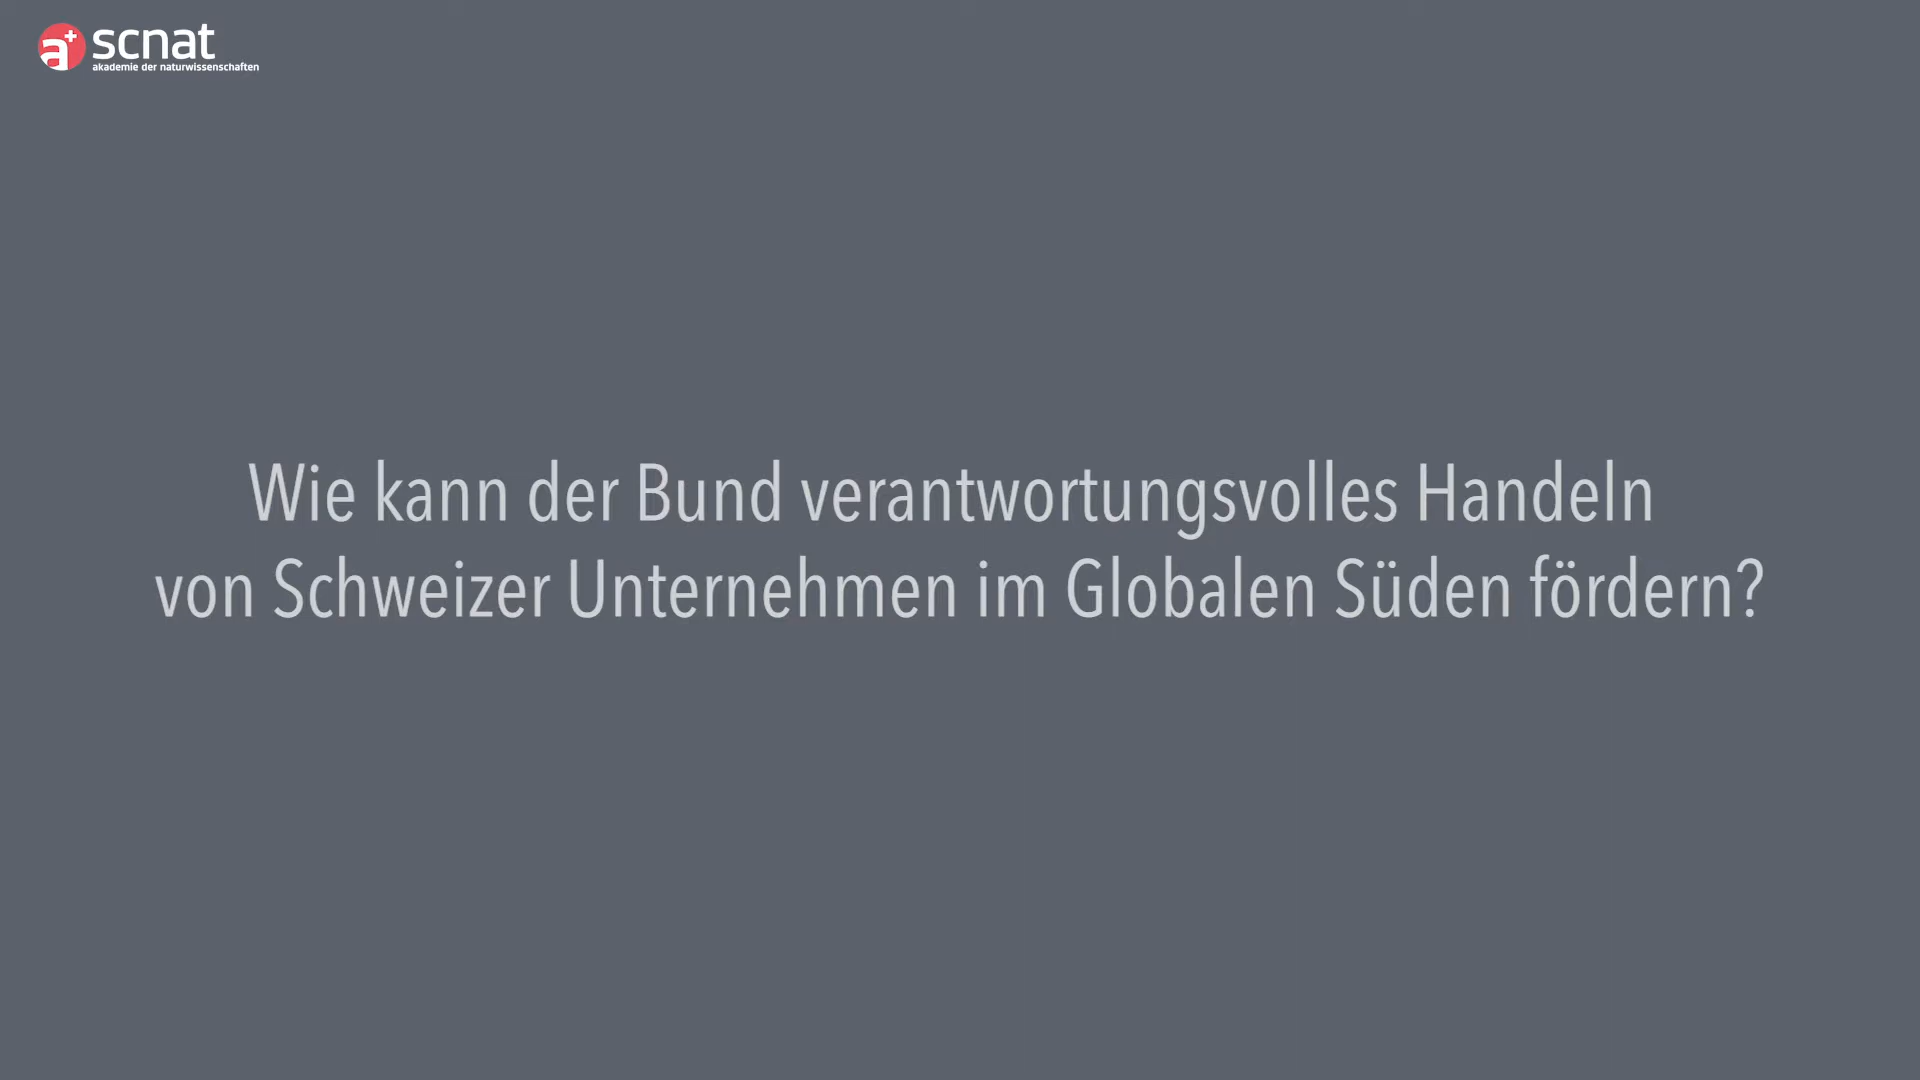 a+ scnat
akademie der naturwissenschaften
Wie kann der Bund verantwortungsvolles Handeln
von Schweizer Unternehmen im Globalen Süden fördern?